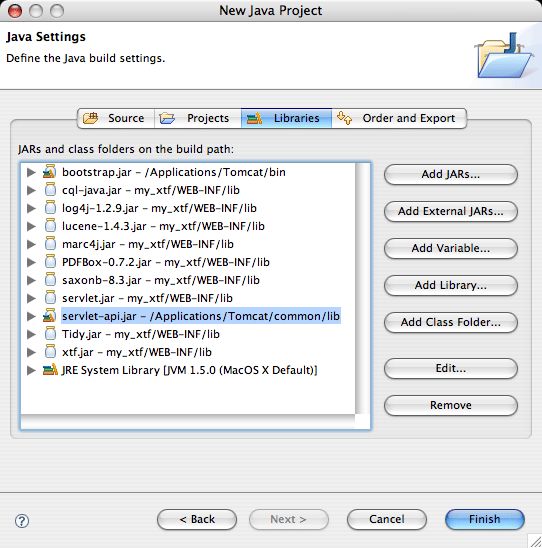 New Java Project
Java Settings
Define the Java build settings.
Source Projects Libraries Order and Export
JARs and class folders on the build path:
bootstrap.jar – /Applications/Tomcat/bin
cql-java.jar – my_xtf/WEB-INF/lib
log4j-1.2.9.jar – my_xtf/WEB-INF/lib
lucene-1.4.3.jar – my_xtf/WEB-INF/lib
marc4j.jar – my_xtf/WEB-INF/lib
PDFBox-0.7.2.jar – my_xtf/WEB-INF/lib
saxonb-8.3.jar – my_xtf/WEB-INF/lib
servlet.jar – my_xtf/WEB-INF/lib
servlet-api.jar – /Applications/Tomcat/common/lib
Tidy.jar – my_xtf/WEB-INF/lib
xtf.jar – my_xtf/WEB-INF/lib
JRE System Library [JVM 1.5.0 (MacOS X Default)]
Add JARs...
Add External JARs...
Add Variable...
Add Library...
Add Class Folder...
Edit...
Remove
? < Back Next > Cancel Finish